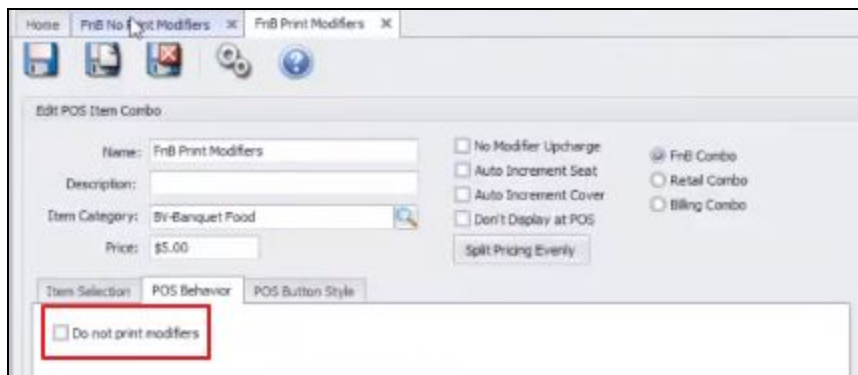 Home FnB No Print Modifiers FnB Print Modifiers
Edit POS Item Combo
Name: FnB Print Modifiers
Description:
Item Category: BV-Banquet Food
Price: $5.00
No Modifier Upcharge
Auto Increment Seat
Auto Increment Cover
Don't Display at POS
Split Pricing Evenly
FnB Combo
Retail Combo
Billing Combo
Item Selection POS Behavior POS Button Style
Do not print modifiers